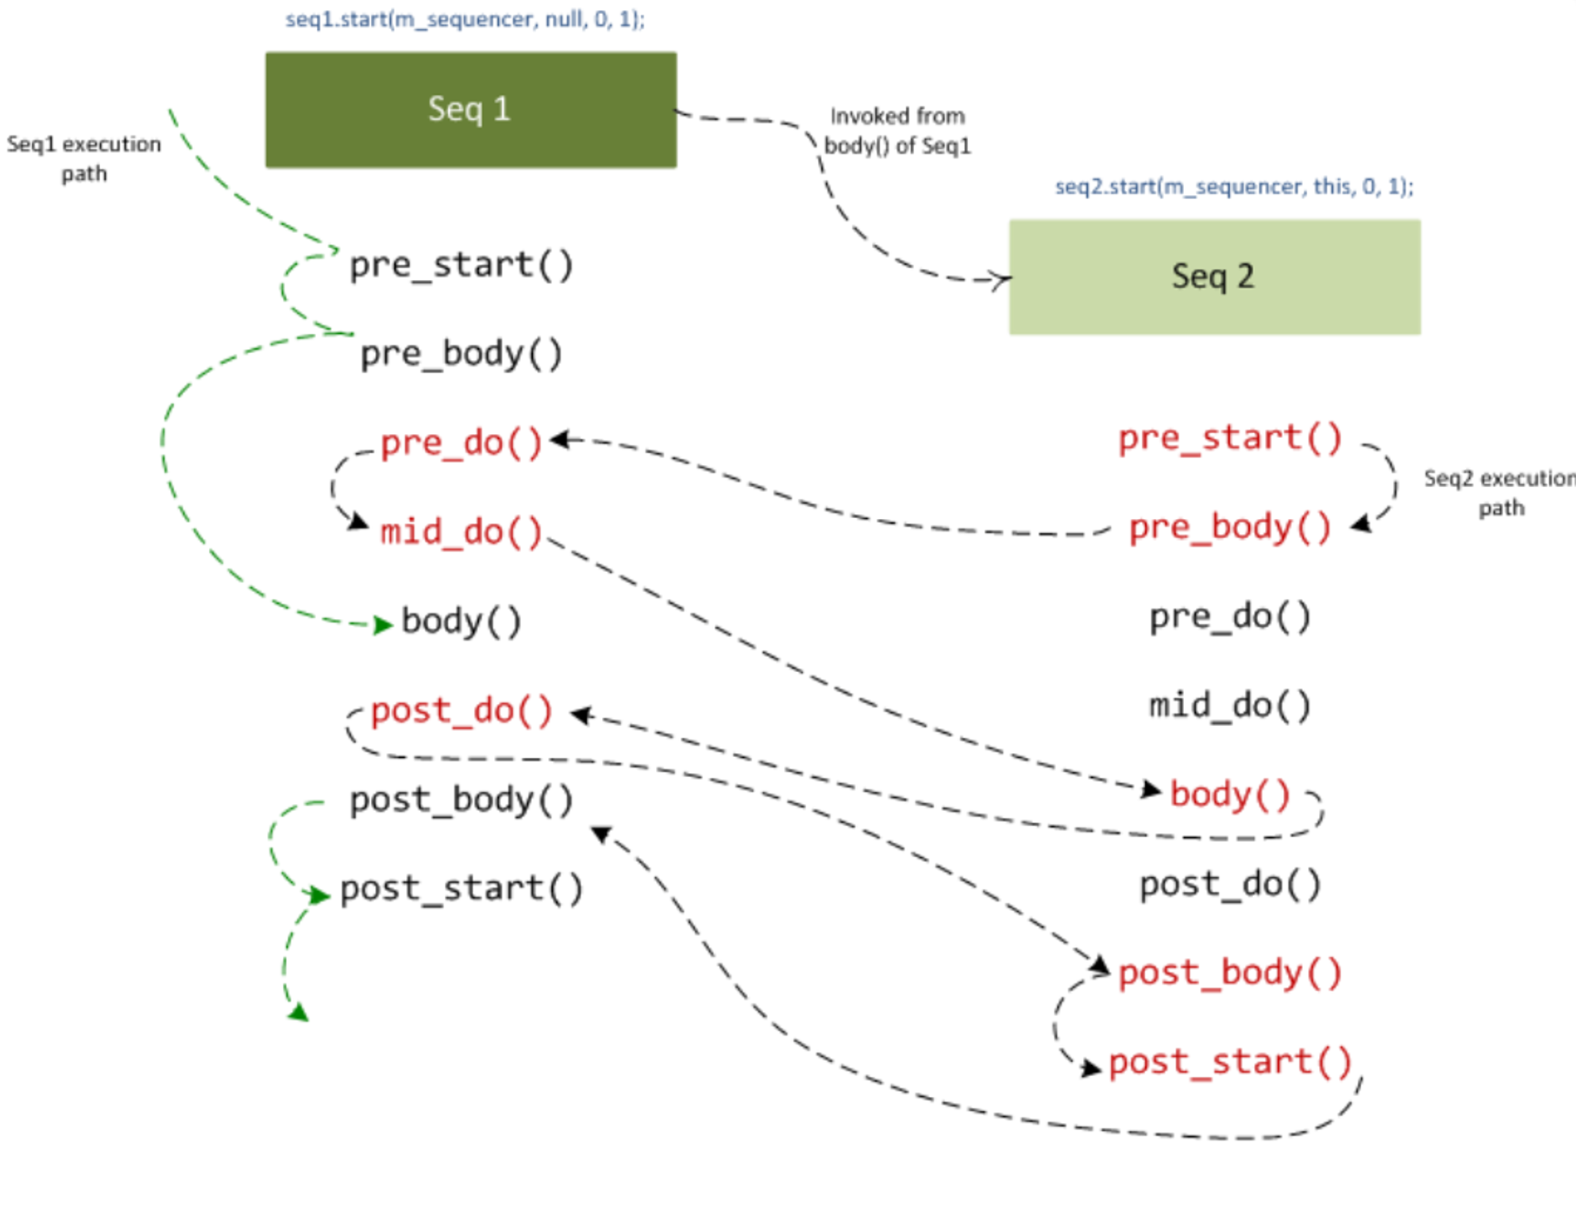 seq1.start(m_sequencer, null, 0, 1);
Seq 1
Invoked from
body() of Seq1
Seq1 execution
path
seq2.start(m_sequencer, this, 0, 1);
Seq 2
pre_start()
pre_body()
pre_do()
mid_do()
body()
post_do()
post_body()
post_start()
pre_start()
Seq2 execution
path
pre_body()
pre_do()
mid_do()
body()
post_do()
post_body()
post_start()